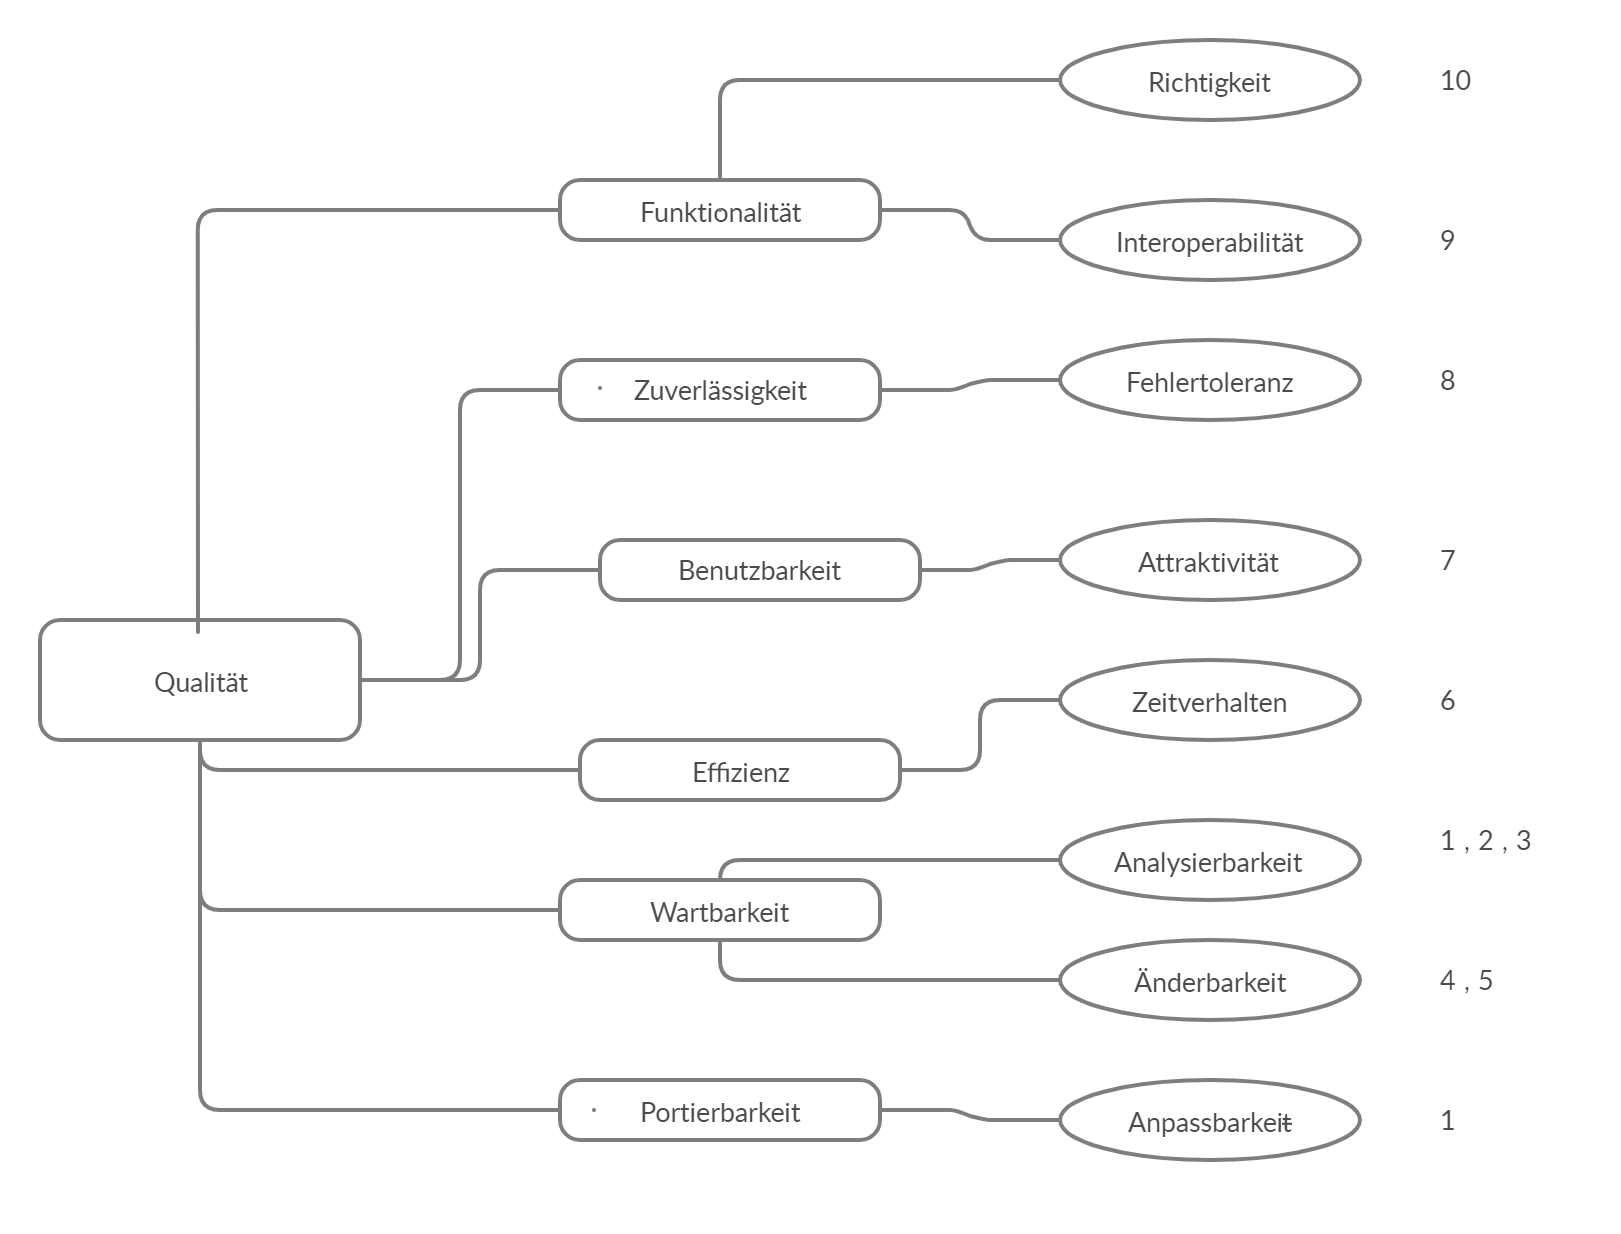 Richtigkeit 10
Funktionalität
Interoperabilität 9
Zuverlässigkeit
Fehlertoleranz 8
Benutzbarkeit
Attraktivität 7
Qualität
Zeitverhalten 6
Effizienz
Analysierbarkeit 1 , 2 , 3
Wartbarkeit
Änderbarkeit 4 , 5
Portierbarkeit
Anpassbarkeit 1